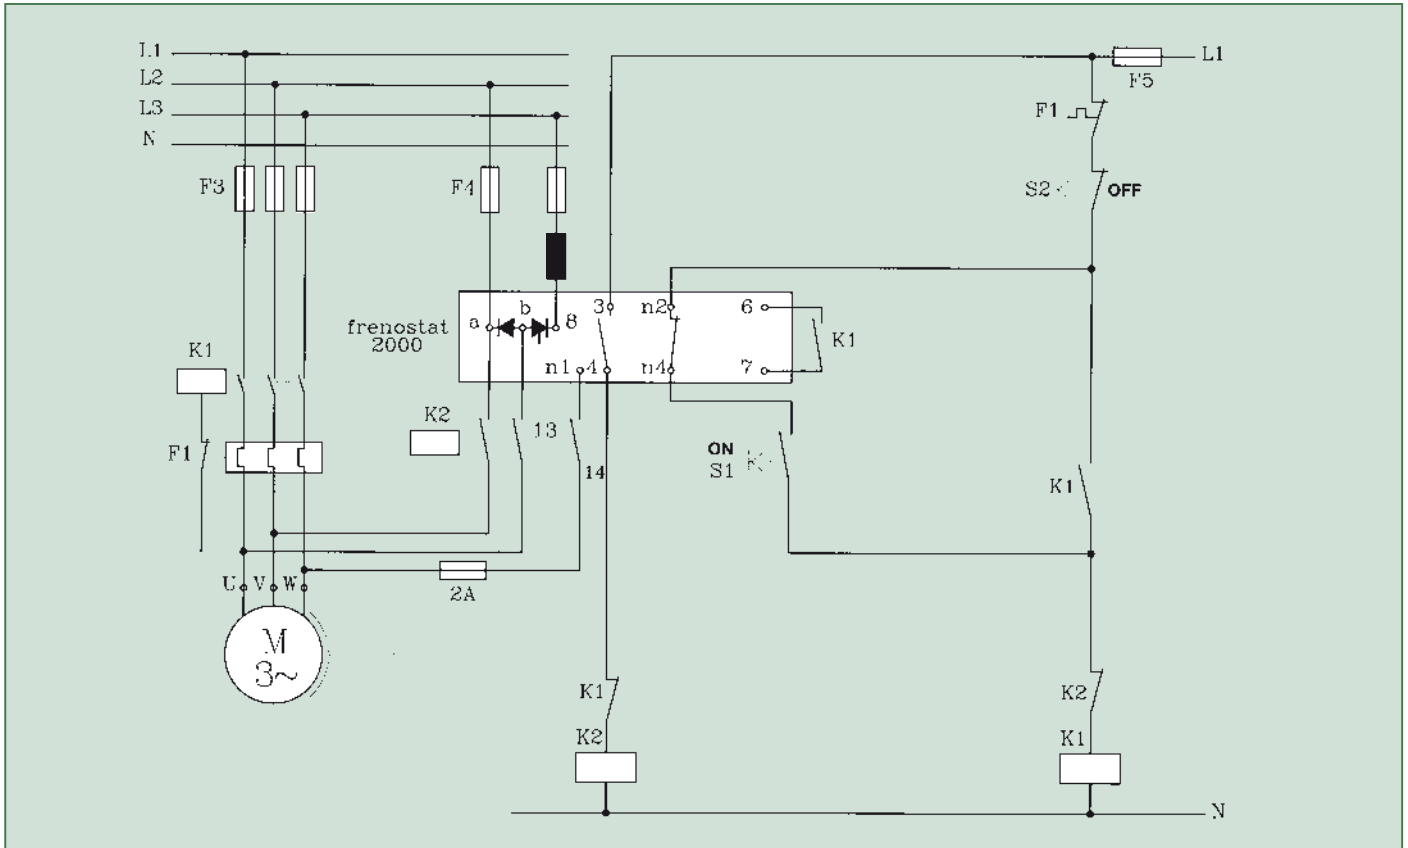 L1
L2
L3
N
F3
F4
L1
F5
F1
S2 OFF
frenostat
2000
a b 8
3 n2 6
n1 4 n4 7
K1
K1
F1
K2
13
14
ON
S1
K1
U V W
2A
M
3~
K1
K2
K2
K1
N